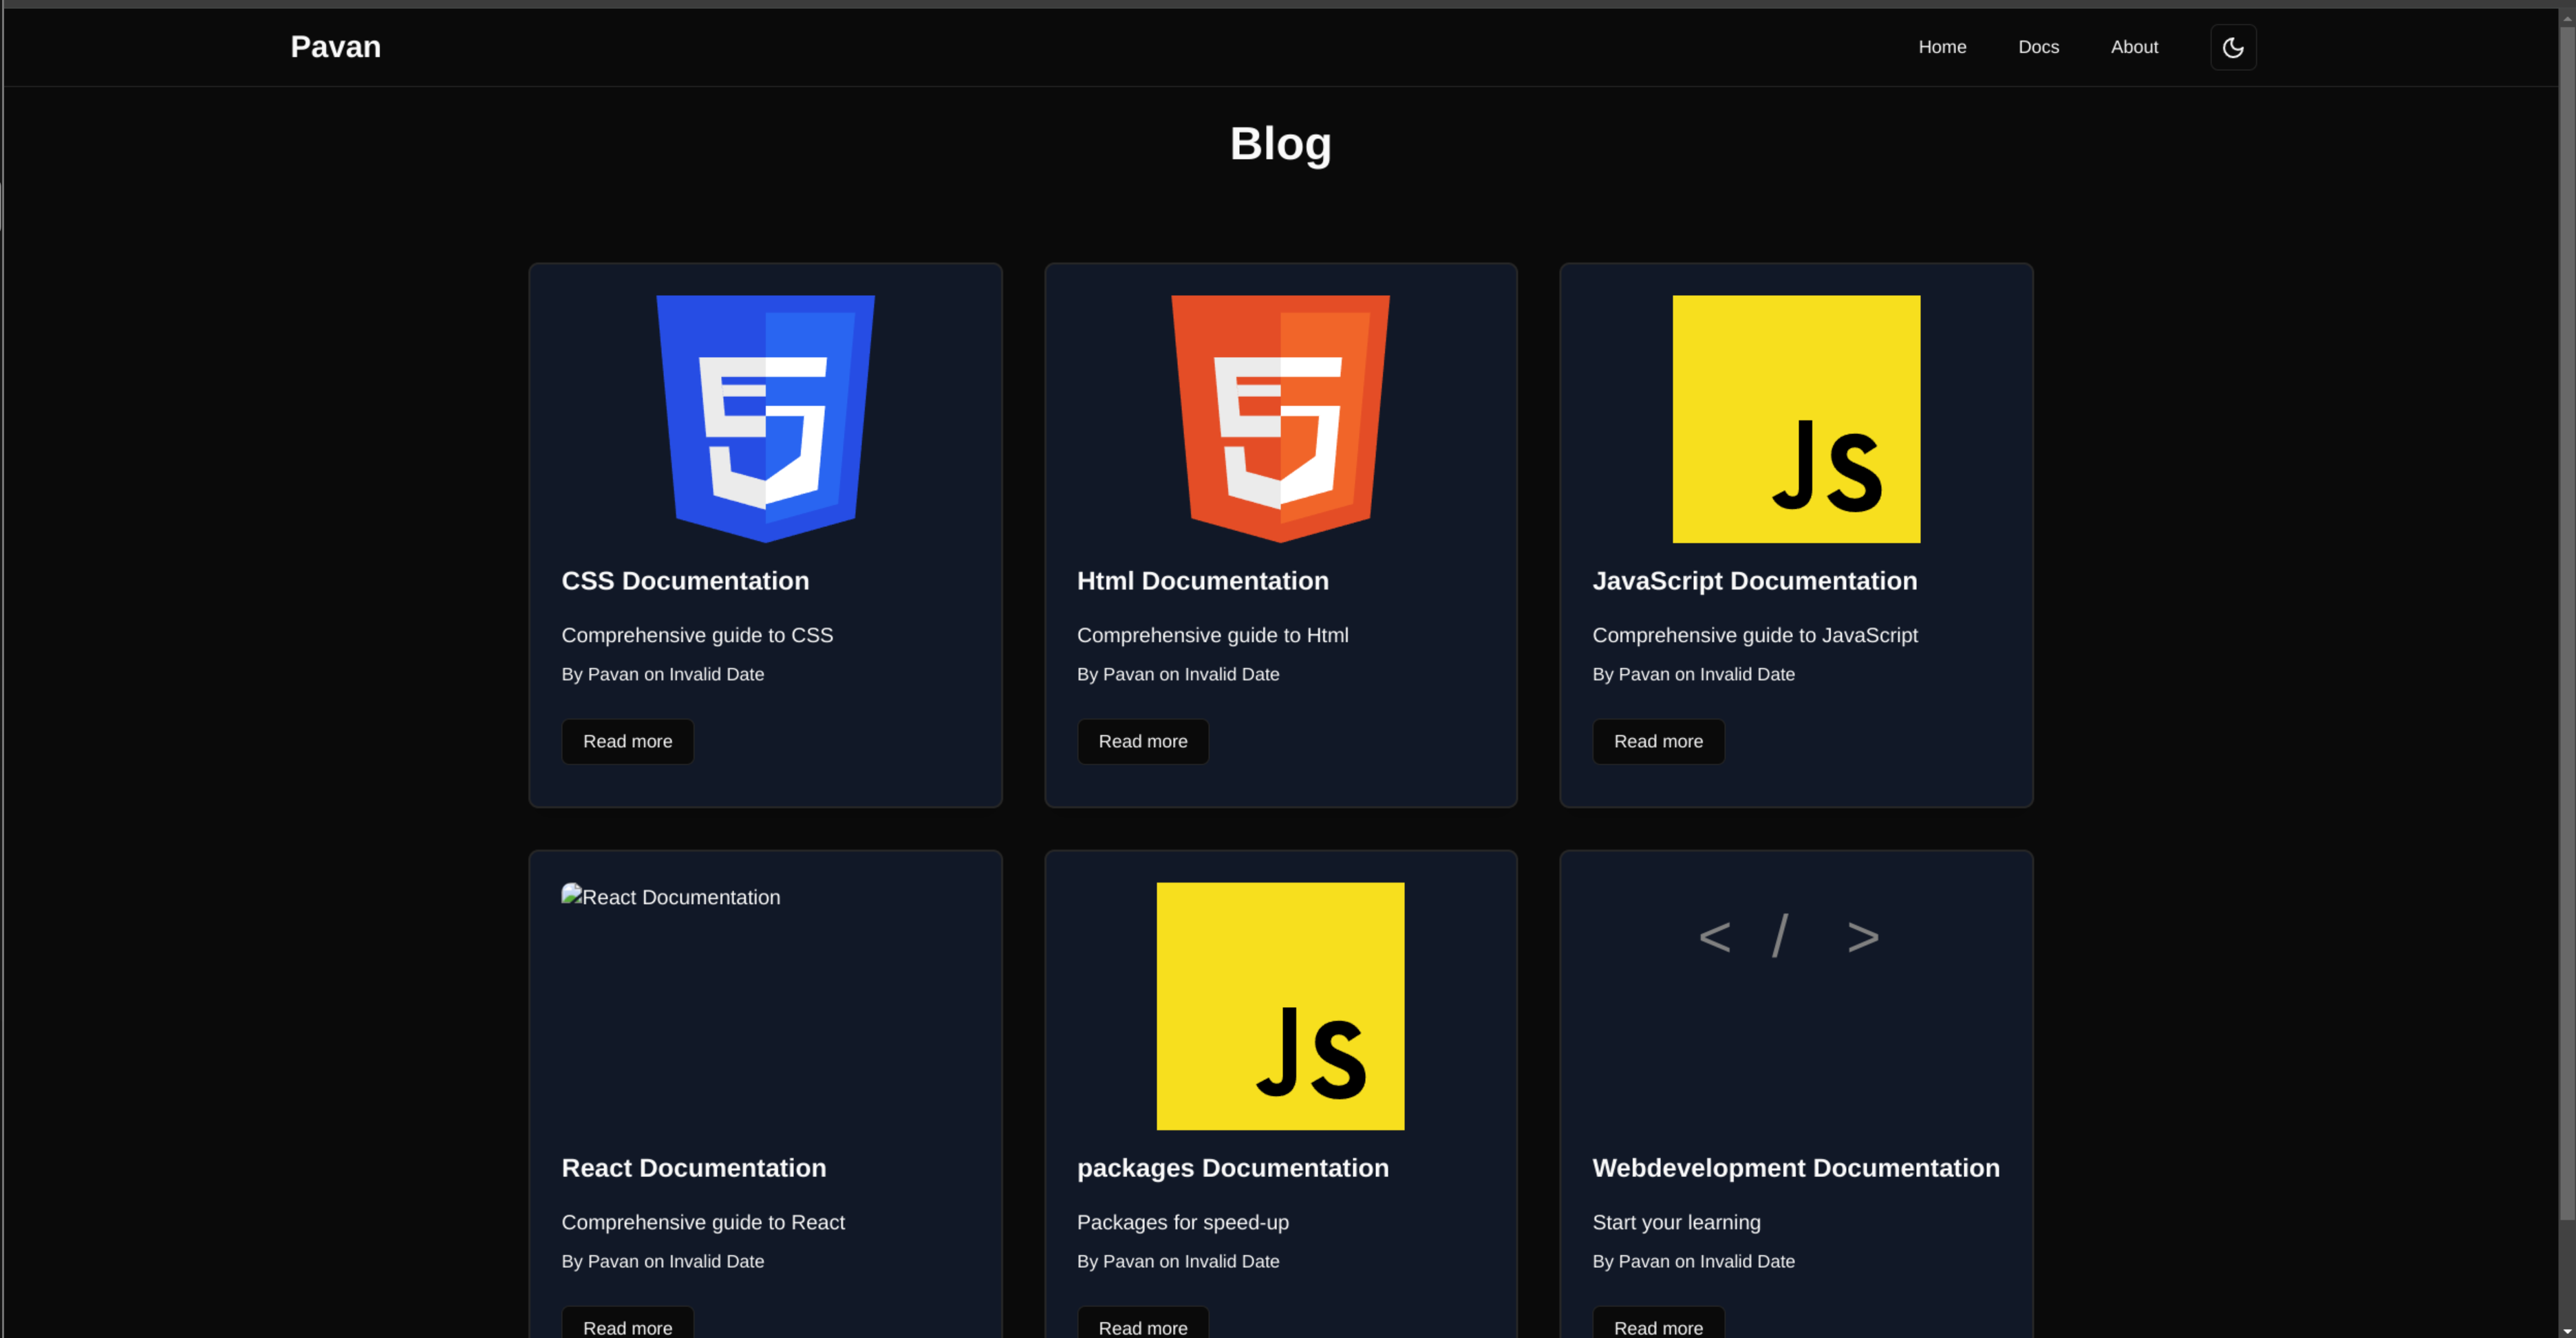 Pavan
Home
Docs
About
Blog
JS
CSS Documentation
Comprehensive guide to CSS
By Pavan on Invalid Date
Read more
Html Documentation
Comprehensive guide to Html
By Pavan on Invalid Date
Read more
JavaScript Documentation
Comprehensive guide to JavaScript
By Pavan on Invalid Date
Read more
React Documentation
React Documentation
Comprehensive guide to React
By Pavan on Invalid Date
Read more
JS
packages Documentation
Packages for speed-up
By Pavan on Invalid Date
Read more
< / >
Webdevelopment Documentation
Start your learning
By Pavan on Invalid Date
Read more